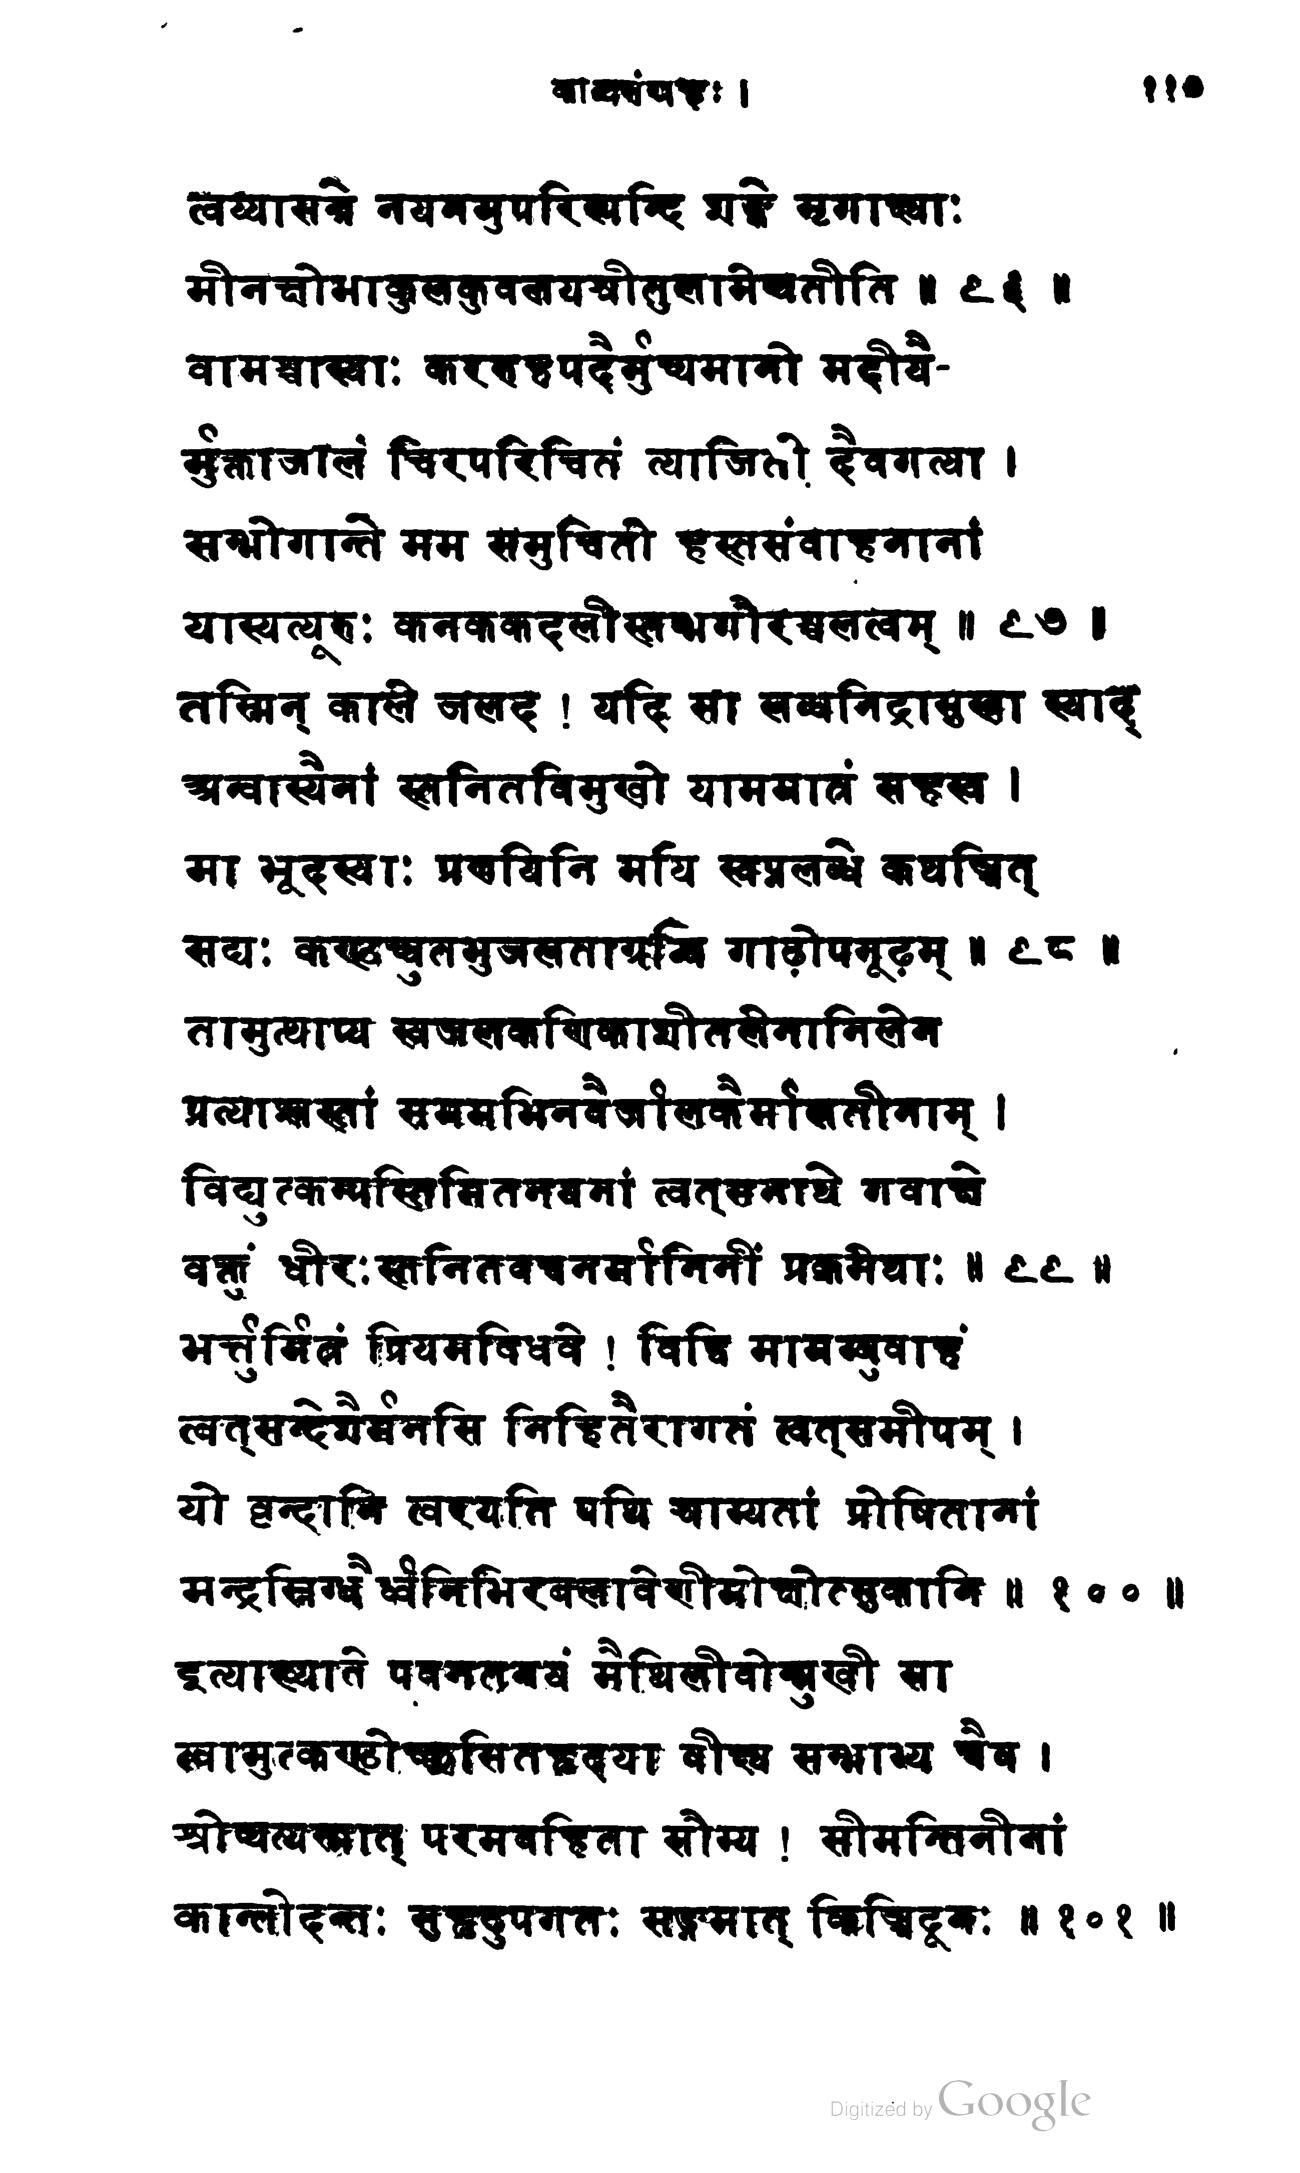 काव्यसंग्रहः । ११७
त्वय्यासन्ने नयनमुपरिस्पन्दि शङ्के मृगाक्ष्याः
मीनक्षोभाकुलकुवलयश्रीतुलामेष्यतीति ॥ ९६ ॥
वामश्चास्याः कररुहपदैर्मुच्यमानो मदीयै-
र्मुक्ताजालं चिरपरिचितं त्याजितो दैवगत्या ।
सम्भोगान्ते मम समुचितो हस्तसंवाहनानां
यास्यत्यूरुः कनककदलीस्तम्भगौरश्चलत्वम् ॥ ९७ ॥
तस्मिन् काले जलद ! यदि सा लब्धनिद्रासुखा स्याद्
अन्वास्यैनां स्तनितविमुखो याममात्रं सहस्व ।
मा भूदस्याः प्रणयिनि मयि स्वप्नलब्धे कथञ्चित्
सद्यः कण्ठच्युतभुजलताग्रन्थि गाढ़ोपगूढ़म् ॥ ९८ ॥
तामुत्थाप्य स्वजलकणिकाशीतलेनानिलेन
प्रत्याश्वस्तां सममभिनवैर्जालकैर्मालतीनाम् ।
विद्युत्कम्पस्तिमितनयनां त्वत्सनाथे गवाक्षे
वक्तुं धीरःस्तनितवचनर्मानिनीं प्रक्रमेथाः ॥ ९९ ॥
भर्त्तुर्मित्रं प्रियमविधवे ! विद्धि मामम्बुवाहं
त्वत्सन्देशैर्मनसि निहितैरागतं त्वत्समीपम् ।
यो वृन्दानि त्वरयति पथि श्राम्यतां प्रोषितानां
मन्द्रस्निग्धैर्ध्वनिभिरबलावेणीमोक्षोत्सुकानि ॥ १०० ॥
इत्याख्याते पवनतनयं मैथिलीवोन्मुखी सा
त्वामुत्कण्ठोच्छ्वसितहृदया वीक्ष्य सम्भाव्य चैव ।
श्रोष्यत्यस्मात् परमवहिता सौम्य ! सीमन्तिनीनां
कान्तोदन्तः सुहृदुपगतः सङ्गमात् किञ्चिदूनः ॥ १०१ ॥
Digitized by Google